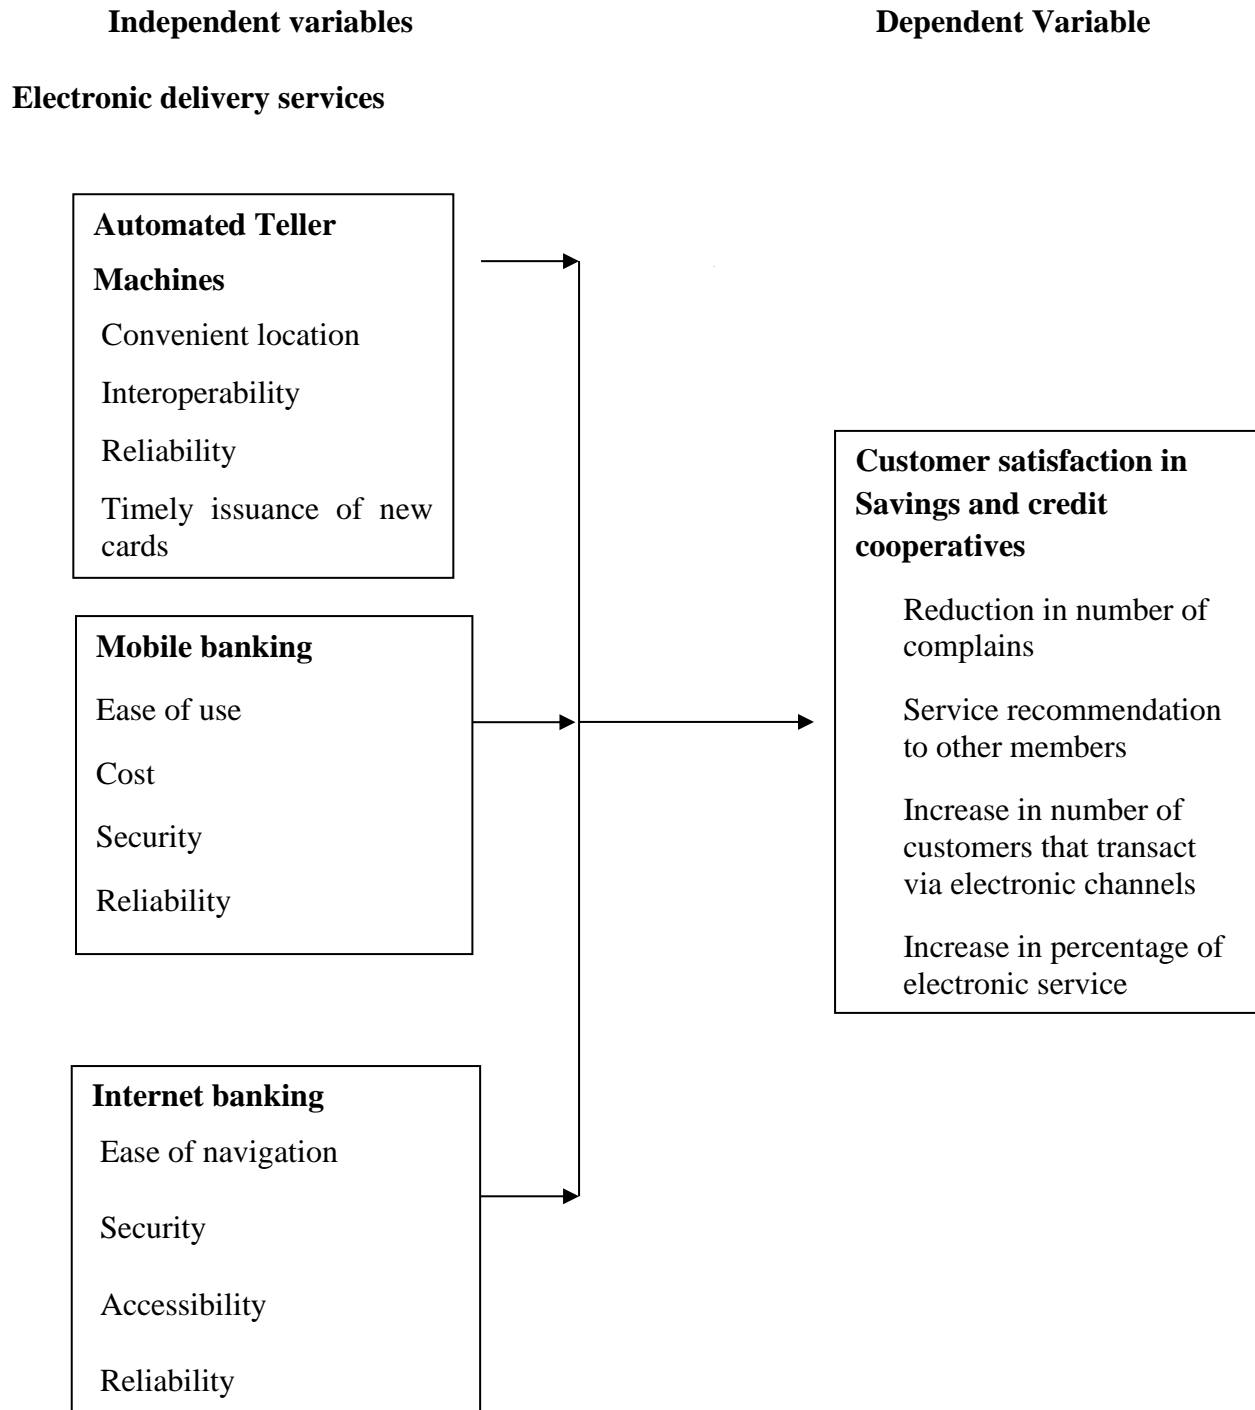 Independent variables
Dependent Variable
Electronic delivery services
Automated Teller
Machines
Convenient location
Interoperability
Reliability
Timely issuance of new
cards
Mobile banking
Ease of use
Cost
Security
Reliability
Internet banking
Ease of navigation
Security
Accessibility
Reliability
Customer satisfaction in
Savings and credit
cooperatives
Reduction in number of
complains
Service recommendation
to other members
Increase in number of
customers that transact
via electronic channels
Increase in percentage of
electronic service